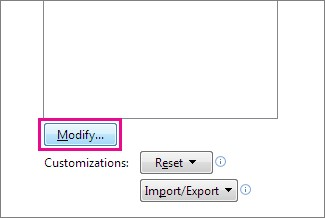 Modify...
Customizations: Reset
Import/Export